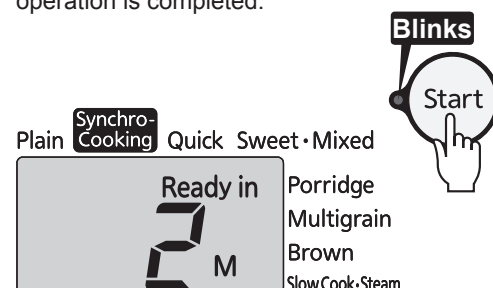 operation is completed.
Blinks
Start
Synchro-
Plain Cooking Quick Sweet・Mixed
Ready in
Porridge
2 M
Multigrain
Brown
Slow Cook・Steam